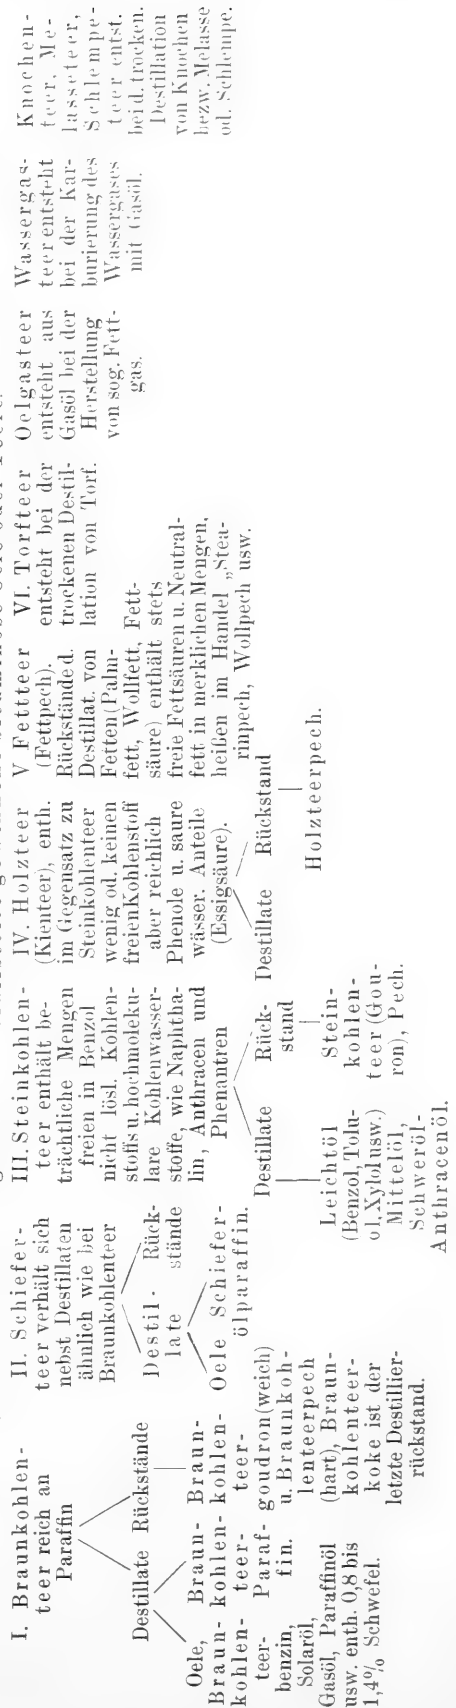 I. Braunkohlen-
teer reich an
Paraffin
Destillate Rückstände
Oele,
Braun-
kohlen-
teer-
benzin,
Solaröl,
Gasöl, Paraffinöl
usw. enth. 0,8 bis
1,4% Schwefel.
Braun-
kohlen-
teer-
Paraf-
fin.
Braun-
kohlen-
teer-
goudron (weich)
u. Braunkoh-
lenteerpech
(hart), Braun-
kohlenteer-
koke ist der
letzte Destillier-
rückstand.
II. Schiefer-
teer verhält sich
nebst Destillaten
ähnlich wie bei
Braunkohlenteer
Destil-
late
Rück-
stände
Oele Schiefer-
ölparaffin.
III. Steinkohlen-
teer enthält be-
trächtliche Mengen
freien in Benzol
nicht lösl. Kohlen-
stoffs u. hochmoleku-
lare Kohlenwasser-
stoffe, wie Naphtha-
lin, Anthracen und
Phenantren
Destillate
Rück-
stand
Leichtöl
(Benzol, Tolu-
ol, Xylol usw.)
Mittelöl,
Schweröl-
Anthracenöl.
Stein-
kohlen-
teer (Gou-
ron), Pech.
IV. Holzteer
(Kienteer), enth.
im Gegensatz zu
Steinkohlenteer
wenig od. keinen
freien Kohlenstoff
aber reichlich
Phenole u. saure
wässer. Anteile
(Essigsäure).
Destillate Rückstand
Holzteerpech.
V Fettteer
(Fettpech).
Rückstände d.
Destillat. von
Fetten (Palm-
fett, Wollfett, Fett-
säure) enthält stets
freie Fettsäuren u. Neutral-
fett in merklichen Mengen,
heißen im Handel „Stea-
rinpech, Wollpech usw.
VI. Torfteer
entsteht bei der
trockenen Destil-
lation von Torf.
Oelgasteer
entsteht aus
Gasöl bei der
Herstellung
von sog. Fett-
gas.
Wassergas-
teer entsteht
bei der Kar-
burierung des
Wassergases
mit Gasöl.
Knochen-
teer, Me-
lasseteer,
Schlempe-
teer entst.
bei d. trocken.
Destillation
von Knochen
bezw. Melasse
od. Schlempe.